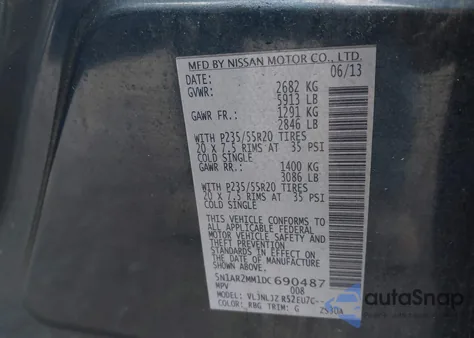 MFD BY NISSAN MOTOR CO., LTD.
DATE: 06/13
GVWR: 2682 KG
5913 LB
GAWR FR.: 1291 KG
2846 LB
WITH P235/55R20 TIRES
20 X 7.5 RIMS AT 35 PSI
COLD SINGLE
GAWR RR.: 1400 KG
3086 LB
WITH P235/55R20 TIRES
20 X 7.5 RIMS AT 35 PSI
COLD SINGLE
THIS VEHICLE CONFORMS TO
ALL APPLICABLE FEDERAL
MOTOR VEHICLE SAFETY AND
THEFT PREVENTION
STANDARDS IN EFFECT ON
THE DATE OF MANUFACTURE
SHOWN ABOVE.
5N1AR2MM1DC690487
MPV 008
MODEL:
COLOR: RBG TRIM: G
autoSnap